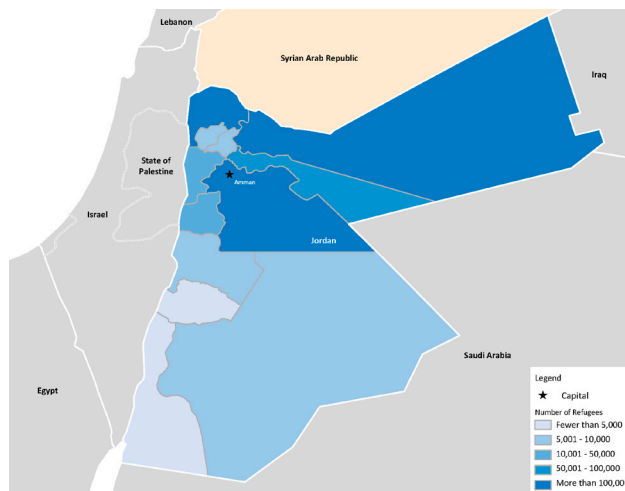 Lebanon
Syrian Arab Republic
Iraq
State of
Palestine
Amman
Israel
Jordan
Saudi Arabia
Egypt
Legend
Capital
Number of Refugees
Fewer than 5,000
5,001 - 10,000
10,001 - 50,000
50,001 - 100,000
More than 100,000